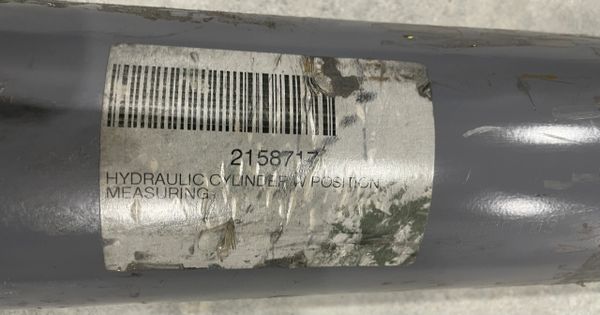 2158717
HYDRAULIC CYLINDER W POSITION
MEASURING